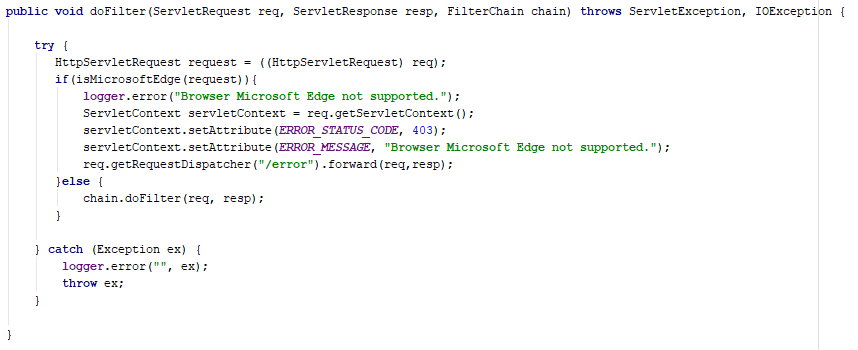 public void doFilter(ServletRequest req, ServletResponse resp, FilterChain chain) throws ServletException, IOException {
try {
HttpServletRequest request = ((HttpServletRequest) req);
if(isMicrosoftEdge(request)){
logger.error("Browser Microsoft Edge not supported.");
ServletContext servletContext = req.getServletContext();
servletContext.setAttribute(ERROR_STATUS_CODE, 403);
servletContext.setAttribute(ERROR_MESSAGE, "Browser Microsoft Edge not supported.");
req.getRequestDispatcher("/error").forward(req,resp);
}else {
chain.doFilter(req, resp);
}
} catch (Exception ex) {
logger.error("", ex);
throw ex;
}
}